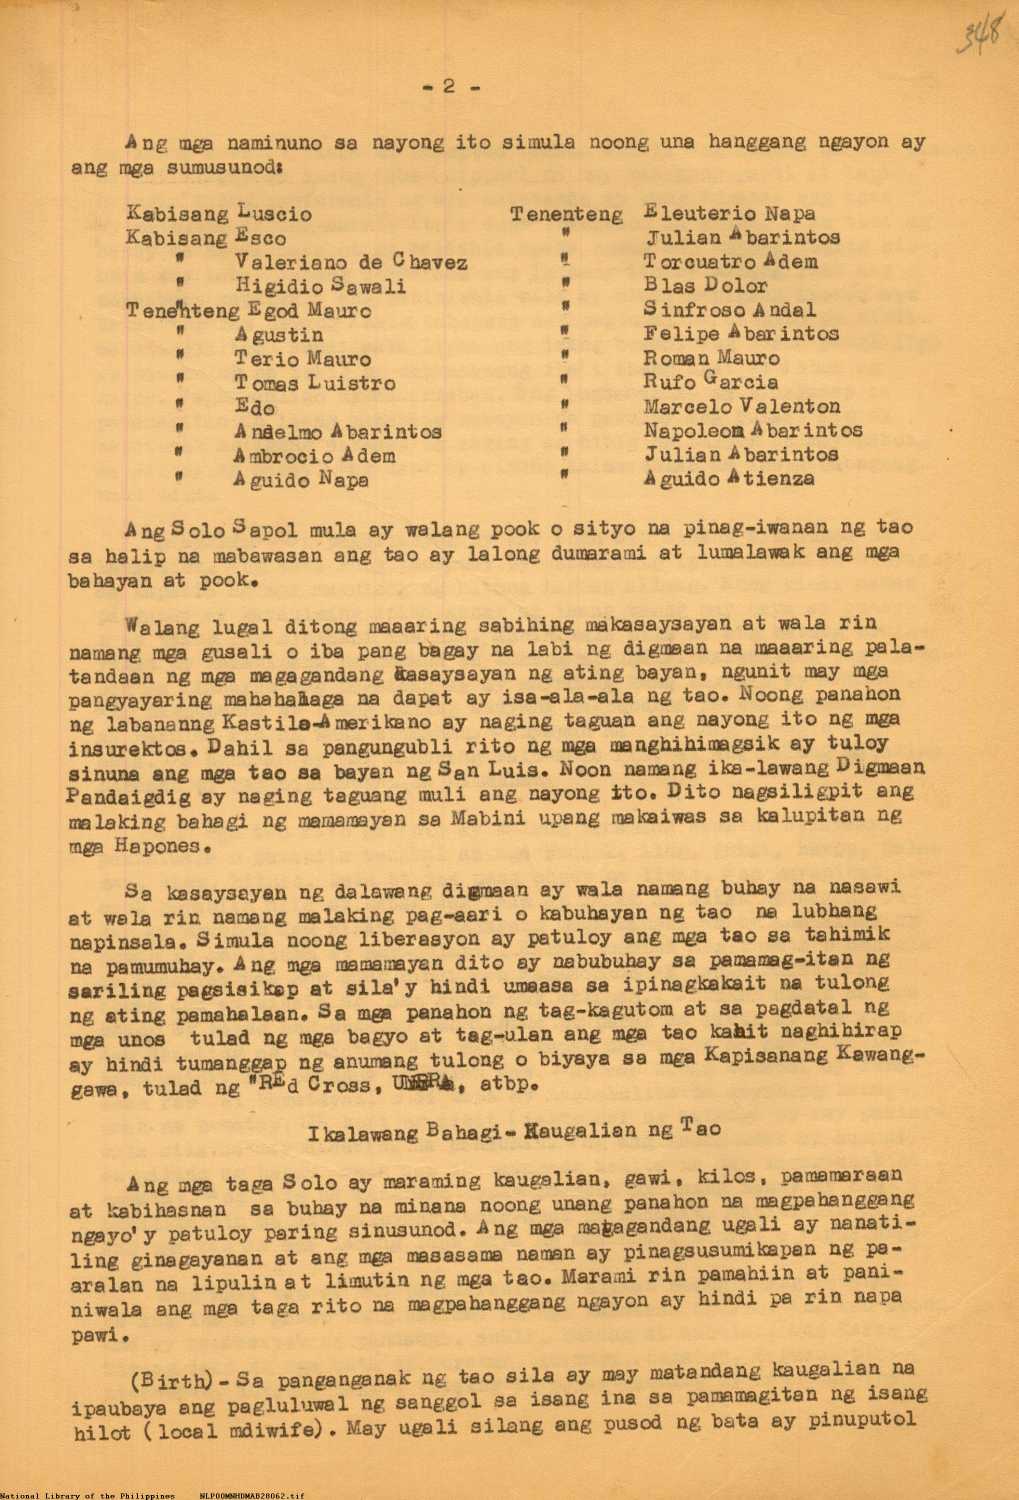 348
- 2 -
Ang mga naminuno sa nayong ito simula noong una hanggang ngayon ay
ang mga sumusunod:
Kabisang Luscio Tenenteng Eleuterio Napa
Kabisang Esco " Julian Abarintos
" Valeriano de Chavez " Torcuatro Adem
" Higidio Sawali " Blas Dolor
Tenenteng Egod Mauro " Sinfroso Andal
" Agustin " Felipe Abarintos
" Terio Mauro " Roman Mauro
" Tomas Luistro " Rufo Garcia
" Edo " Marcelo Valenton
" Andelmo Abarintos " Napoleon Abarintos
" Ambrocio Adem " Julian Abarintos
" Aguido Napa " Aguido Atienza
Ang Solo Sapol mula ay walang pook o sityo na pinag-iwanan ng tao
sa halip na mabawasan ang tao ay lalong dumarami at lumalawak ang mga
bahayan at pook.
Walang lugal ditong maaaring sabihing makasaysayan at wala rin
namang mga gusali o iba pang bagay na labi ng digmaan na maaaring pala-
tandaan ng mga magagandang kasaysayan ng ating bayan, ngunit may mga
pangyayaring mahahalaga na dapat ay isa-ala-ala ng tao. Noong panahon
ng labananng Kastila-Amerikano ay naging taguan ang nayong ito ng mga
insurektos. Dahil sa pangungubli rito ng mga manghihimagsik ay tuloy
sinuna ang mga tao sa bayan ng San Luis. Noon namang ika-lawang Digmaan
Pandaigdig ay naging taguang muli ang nayong ito. Dito nagsiligpit ang
malaking bahagi ng mamamayan sa Mabini upang makaiwas sa kalupitan ng
mga Hapones.
Sa kasaysayan ng dalawang digmaan ay wala namang buhay na nasawi
at wala rin namang malaking pag-aari o kabuhayan ng tao na lubhang
napinsala. Simula noong liberasyon ay patuloy ang mga tao sa tahimik
na pamumuhay. Ang mga mamamayan dito ay nabubuhay sa pamamag-itan ng
sariling pagsisikap at sila'y hindi umaasa sa ipinagkakait na tulong
ng ating pamahalaan. Sa mga panahon ng tag-kagutom at sa pagdatal ng
mga unos tulad ng mga bagyo at tag-ulan ang mga tao kahit naghihirap
ay hindi tumanggap ng anumang tulong o biyaya sa mga Kapisanang Kawang-
gawa, tulad ng "REd Cross, UNRRA, atbp.
Ikalawang Bahagi- Kaugalian ng Tao
Ang mga taga Solo ay maraming kaugalian, gawi, kilos, pamamaraan
at kabihasnan sa buhay na minana noong unang panahon na magpahanggang
ngayo'y patuloy paring sinusunod. Ang mga magagandang ugali ay nanati-
ling ginagayanan at ang mga masasama naman ay pinagsusumikapan ng pa-
aralan na lipulin at limutin ng mga tao. Marami rin pamahiin at pani-
niwala ang mga taga rito na magpahanggang ngayon ay hindi pa rin napa
pawi.
(Birth)- Sa panganganak ng tao sila ay may matandang kaugalian na
ipaubaya ang pagluluwal ng sanggol sa isang ina sa pamamagitan ng isang
hilot (local mdiwife). May ugali silang ang pusod ng bata ay pinuputol
National Library of the Philippines NLPOOMNHDMAB28062.tif